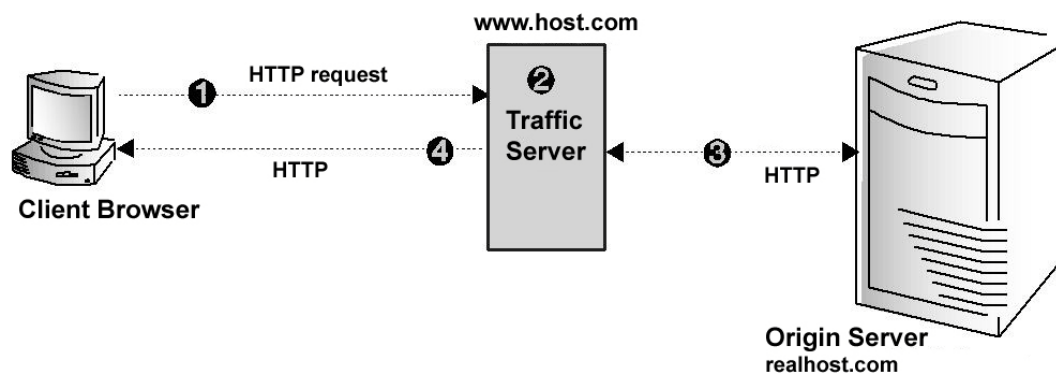 www.host.com
HTTP request
1
2
Traffic
Server
4
3
HTTP
HTTP
Client Browser
Origin Server
realhost.com